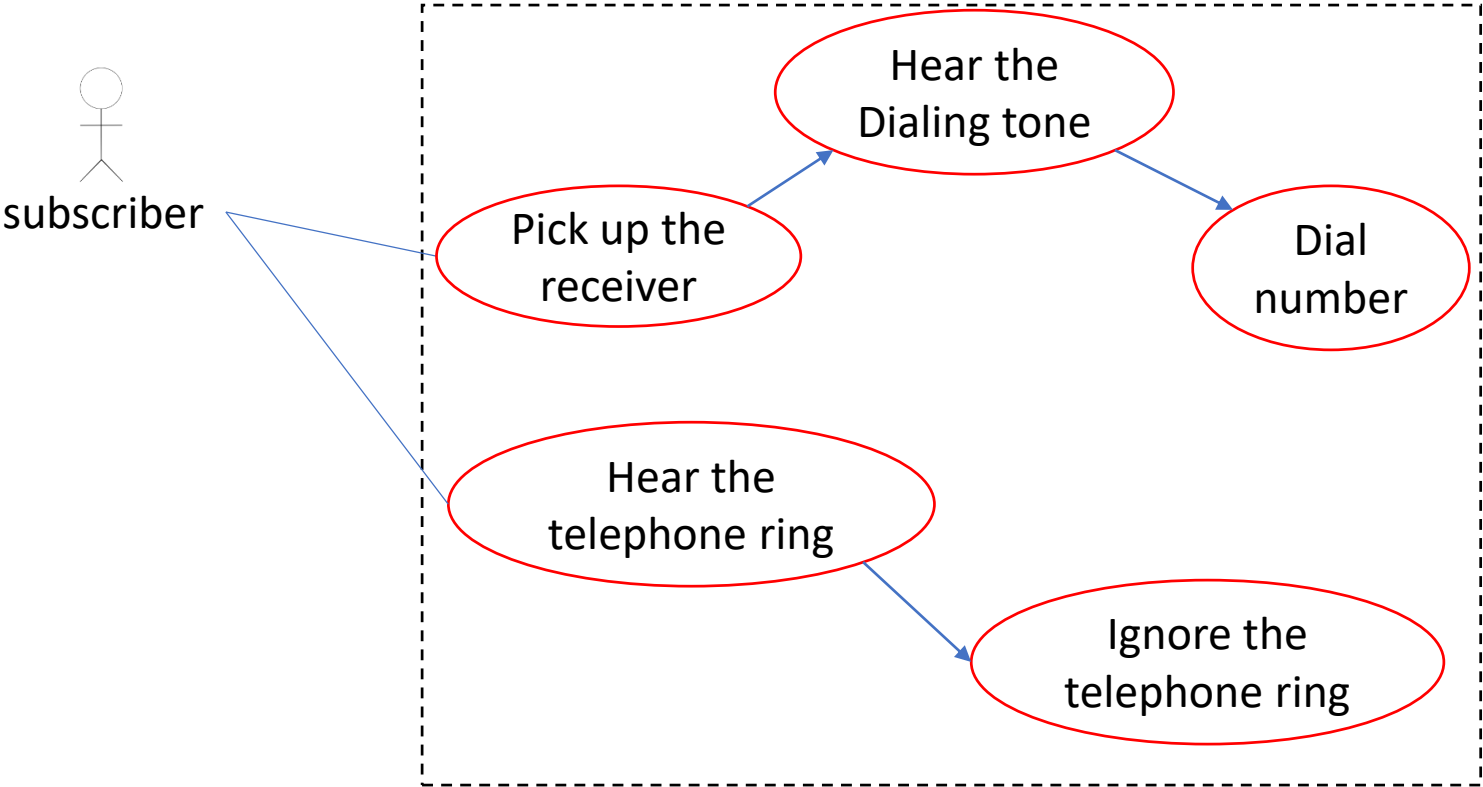 subscriber
Hear the
Dialing tone
Pick up the
receiver
Dial
number
Hear the
telephone ring
Ignore the
telephone ring